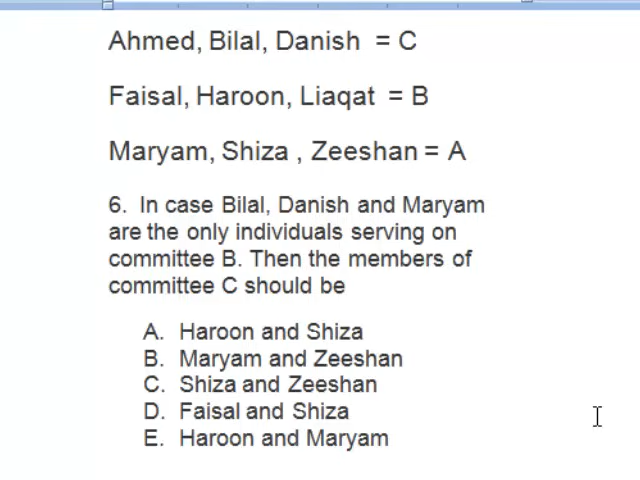 Ahmed, Bilal, Danish = C
Faisal, Haroon, Liaqat = B
Maryam, Shiza , Zeeshan = A
6. In case Bilal, Danish and Maryam
are the only individuals serving on
committee B. Then the members of
committee C should be
A. Haroon and Shiza
B. Maryam and Zeeshan
C. Shiza and Zeeshan
D. Faisal and Shiza
E. Haroon and Maryam